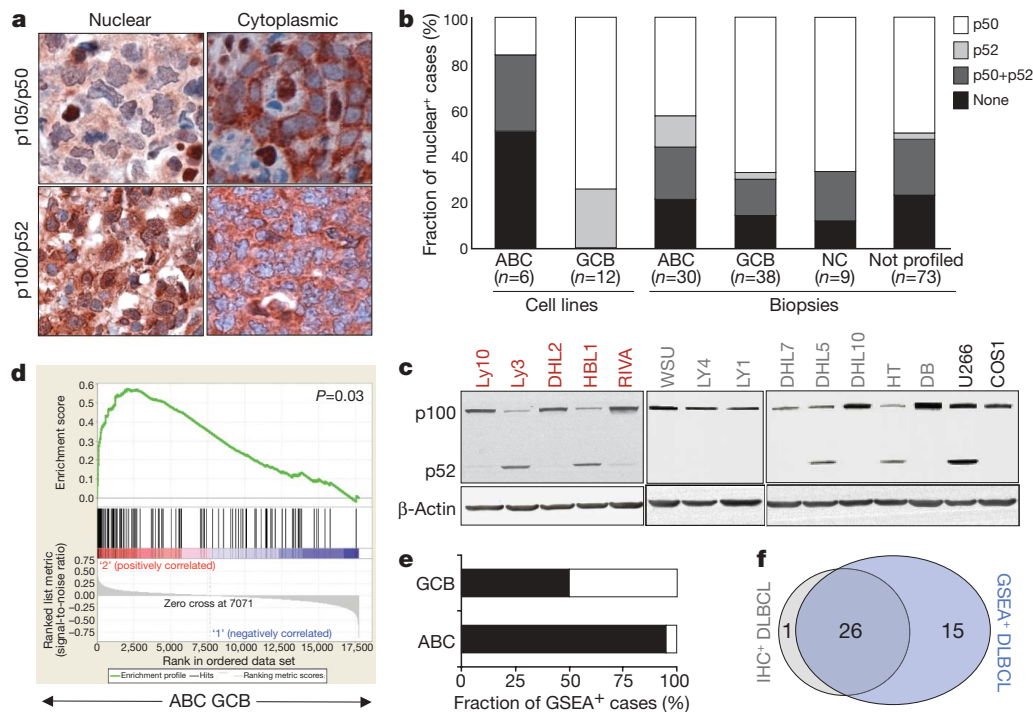 a
Nuclear
Cytoplasmic
p105/p50
p100/p52
b
Fraction of nuclear⁺ cases (%)
100
80
60
40
20
0
ABC
(n=6)
GCB
(n=12)
ABC
(n=30)
GCB
(n=38)
NC
(n=9)
Not profiled
(n=73)
Cell lines
Biopsies
p50
p52
p50+p52
None
c
Ly10
Ly3
DHL2
HBL1
RIVA
WSU
LY4
LY1
DHL7
DHL5
DHL10
HT
DB
U266
COS1
p100
p52
β-Actin
d
P=0.03
Enrichment score
0.6
0.5
0.4
0.3
0.2
0.1
0.0
Ranked list metric
(signal-to-noise ratio)
0.75
0.50
0.25
0.00
−0.25
−0.50
−0.75
‘2’ (positively correlated)
Zero cross at 7071
‘1’ (negatively correlated)
0 2,500 5,000 7,500 10,000 12,500 15,000 17,500
Rank in ordered data set
Enrichment profile Hits Ranking metric scores
ABC GCB
e
GCB
ABC
0 25 50 75 100
Fraction of GSEA⁺ cases (%)
f
IHC⁺ DLBCL
1
26
15
GSEA⁺ DLBCL